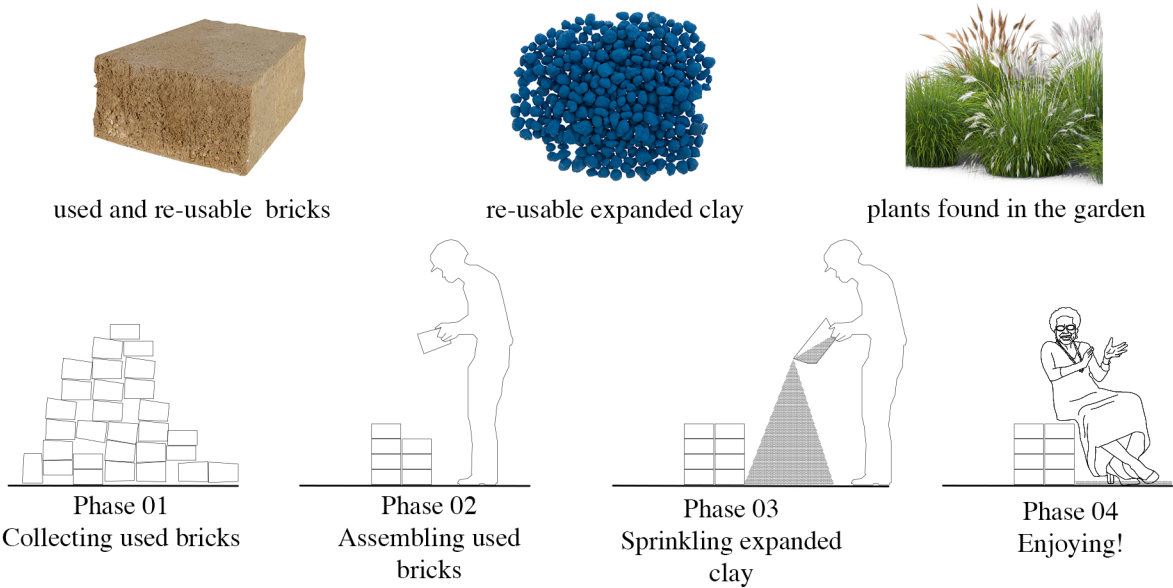 used and re-usable bricks
re-usable expanded clay
plants found in the garden
Phase 01
Collecting used bricks
Phase 02
Assembling used
bricks
Phase 03
Sprinkling expanded
clay
Phase 04
Enjoying!